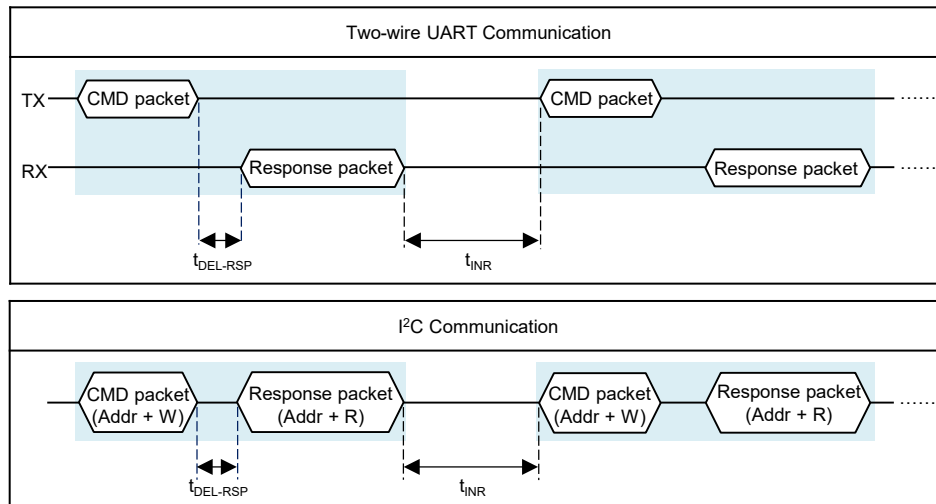 Two-wire UART Communication
TX CMD packet CMD packet ......
RX Response packet Response packet ......
tDEL-RSP tINR
I²C Communication
CMD packet Response packet CMD packet Response packet ......
(Addr + W) (Addr + R) (Addr + W) (Addr + R)
tDEL-RSP tINR